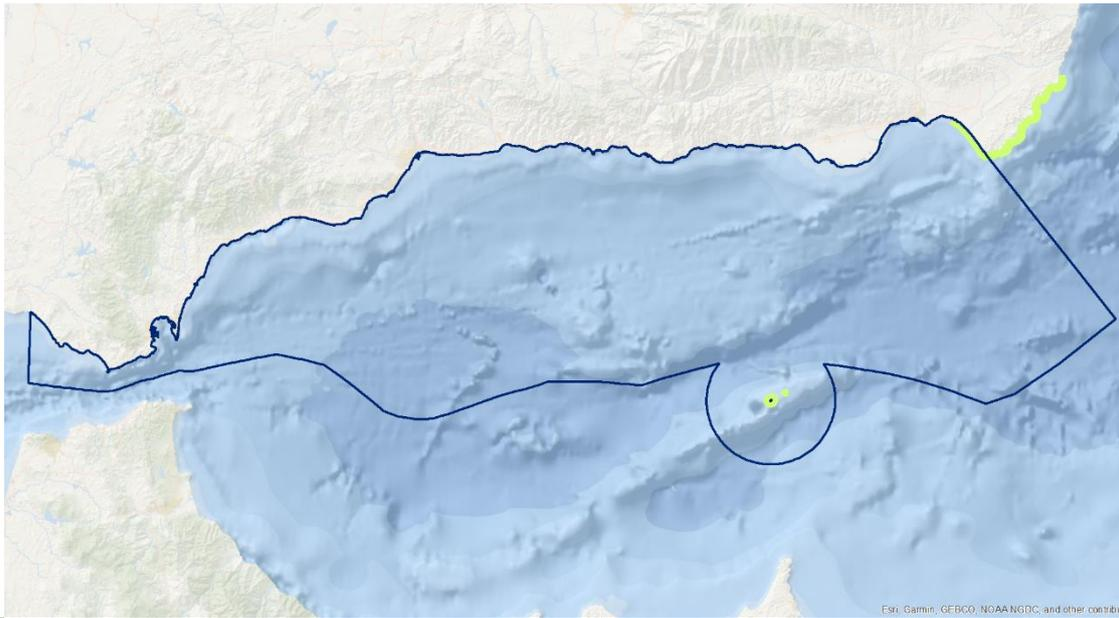 Esri, Garmin, GEBCO, NOAA NGDC, and other contrib